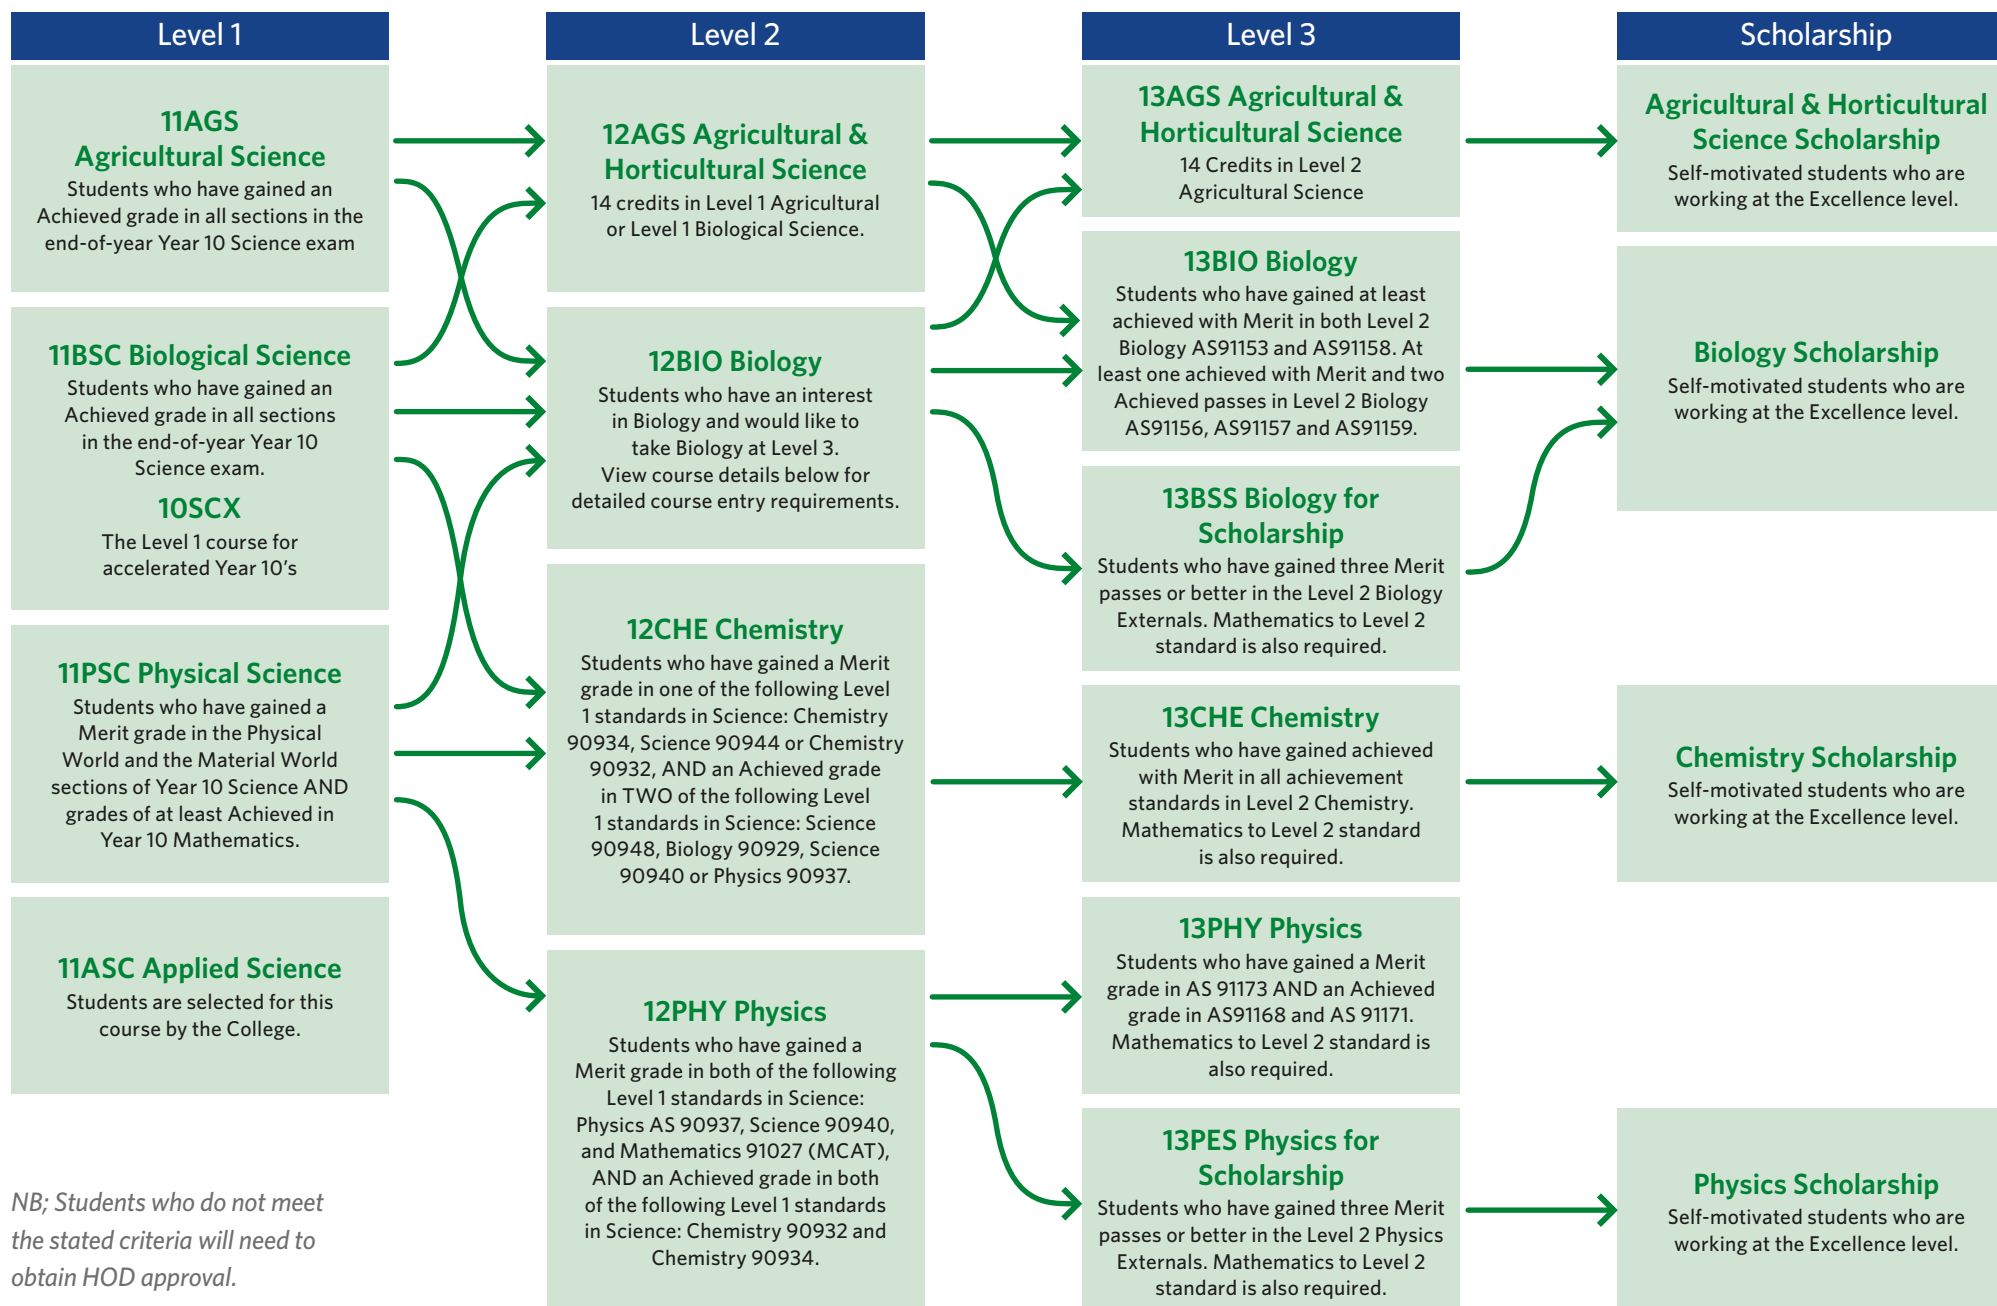 Level 1
11AGS
Agricultural Science
Students who have gained an
Achieved grade in all sections in the
end-of-year Year 10 Science exam
11BSC Biological Science
Students who have gained an
Achieved grade in all sections
in the end-of-year Year 10
Science exam.
10SCX
The Level 1 course for
accelerated Year 10's
11PSC Physical Science
Students who have gained a
Merit grade in the Physical
World and the Material World
sections of Year 10 Science AND
grades of at least Achieved in
Year 10 Mathematics.
11ASC Applied Science
Students are selected for this
course by the College.
NB; Students who do not meet
the stated criteria will need to
obtain HOD approval.
Level 2
12AGS Agricultural &
Horticultural Science
14 credits in Level 1 Agricultural
or Level 1 Biological Science.
12BIO Biology
Students who have an interest
in Biology and would like to
take Biology at Level 3.
View course details below for
detailed course entry requirements.
12CHE Chemistry
Students who have gained a Merit
grade in one of the following Level
1 standards in Science: Chemistry
90934, Science 90944 or Chemistry
90932, AND an Achieved grade
in TWO of the following Level
1 standards in Science: Science
90948, Biology 90929, Science
90940 or Physics 90937.
12PHY Physics
Students who have gained a
Merit grade in both of the following
Level 1 standards in Science:
Physics AS 90937, Science 90940,
and Mathematics 91027 (MCAT),
AND an Achieved grade in both
of the following Level 1 standards
in Science: Chemistry 90932 and
Chemistry 90934.
Level 3
13AGS Agricultural &
Horticultural Science
14 Credits in Level 2
Agricultural Science
13BIO Biology
Students who have gained at least
achieved with Merit in both Level 2
Biology AS91153 and AS91158. At
least one achieved with Merit and two
Achieved passes in Level 2 Biology
AS91156, AS91157 and AS91159.
13BSS Biology for
Scholarship
Students who have gained three Merit
passes or better in the Level 2 Biology
Externals. Mathematics to Level 2
standard is also required.
13CHE Chemistry
Students who have gained achieved
with Merit in all achievement
standards in Level 2 Chemistry.
Mathematics to Level 2 standard
is also required.
13PHY Physics
Students who have gained a Merit
grade in AS 91173 AND an Achieved
grade in AS91168 and AS 91171.
Mathematics to Level 2 standard is
also required.
13PES Physics for
Scholarship
Students who have gained three Merit
passes or better in the Level 2 Physics
Externals. Mathematics to Level 2
standard is also required.
Scholarship
Agricultural & Horticultural
Science Scholarship
Self-motivated students who are
working at the Excellence level.
Biology Scholarship
Self-motivated students who are
working at the Excellence level.
Chemistry Scholarship
Self-motivated students who are
working at the Excellence level.
Physics Scholarship
Self-motivated students who are
working at the Excellence level.